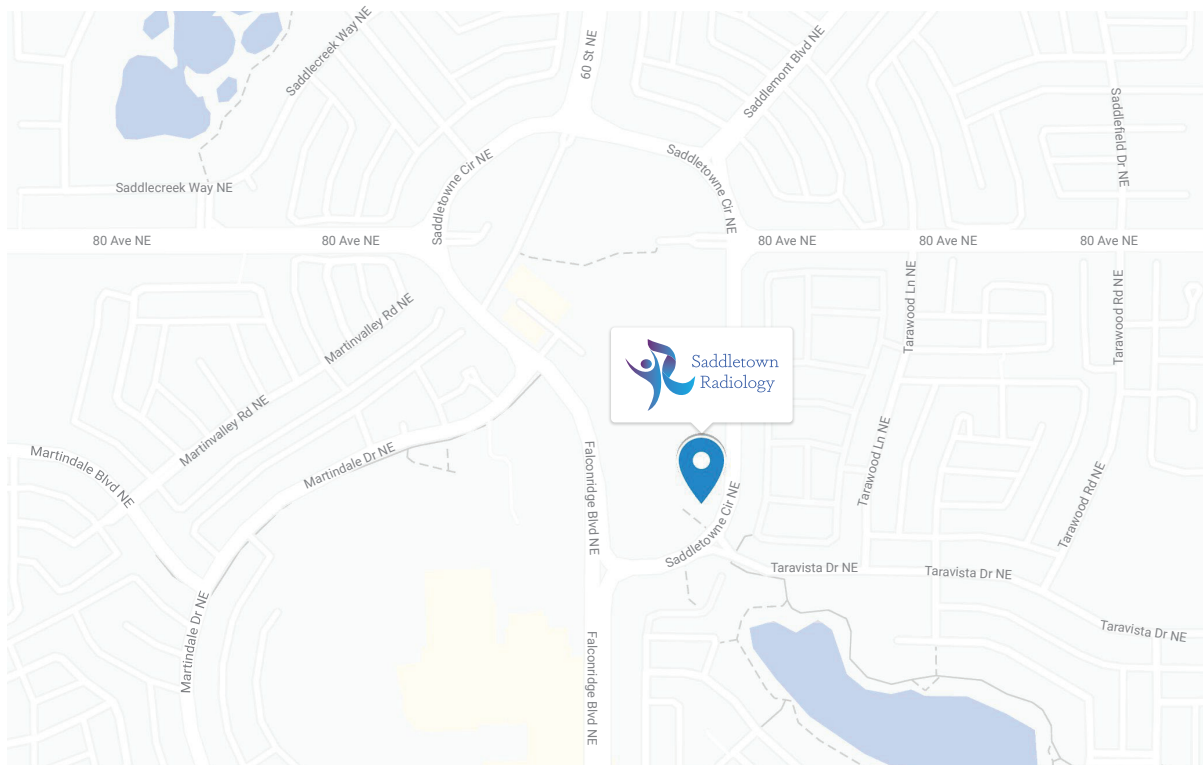 Saddlecreek Way NE
60 St NE
Saddlemont Blvd NE
Saddlefield Dr NE
Saddletowne Cir NE
Saddletowne Cir NE
Saddlecreek Way NE
80 Ave NE
80 Ave NE
80 Ave NE
80 Ave NE
80 Ave NE
Martinvalley Rd NE
Tarawood Ln NE
Tarawood Rd NE
Saddletown
Radiology
Martinvalley Rd NE
Martindale Blvd NE
Martindale Dr NE
Falconridge Blvd NE
Tarawood Ln NE
Tarawood Rd NE
Saddletowne Cir NE
Taravista Dr NE
Taravista Dr NE
Taravista Dr NE
Martindale Dr NE
Falconridge Blvd NE